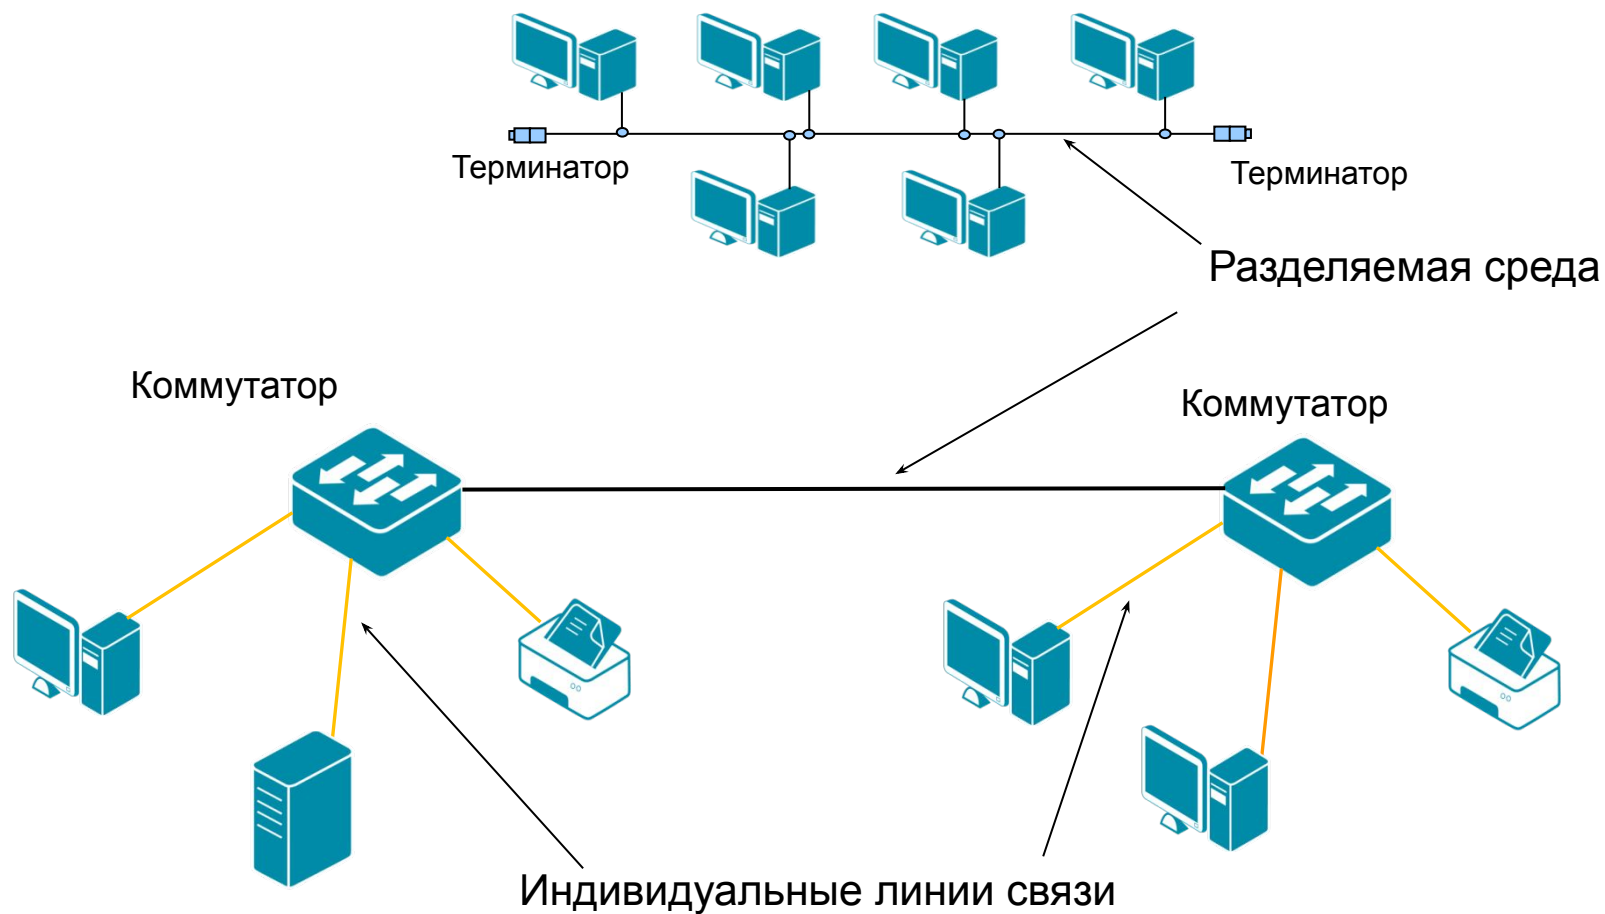 Терминатор
Терминатор
Разделяемая среда
Коммутатор
Коммутатор
Индивидуальные линии связи